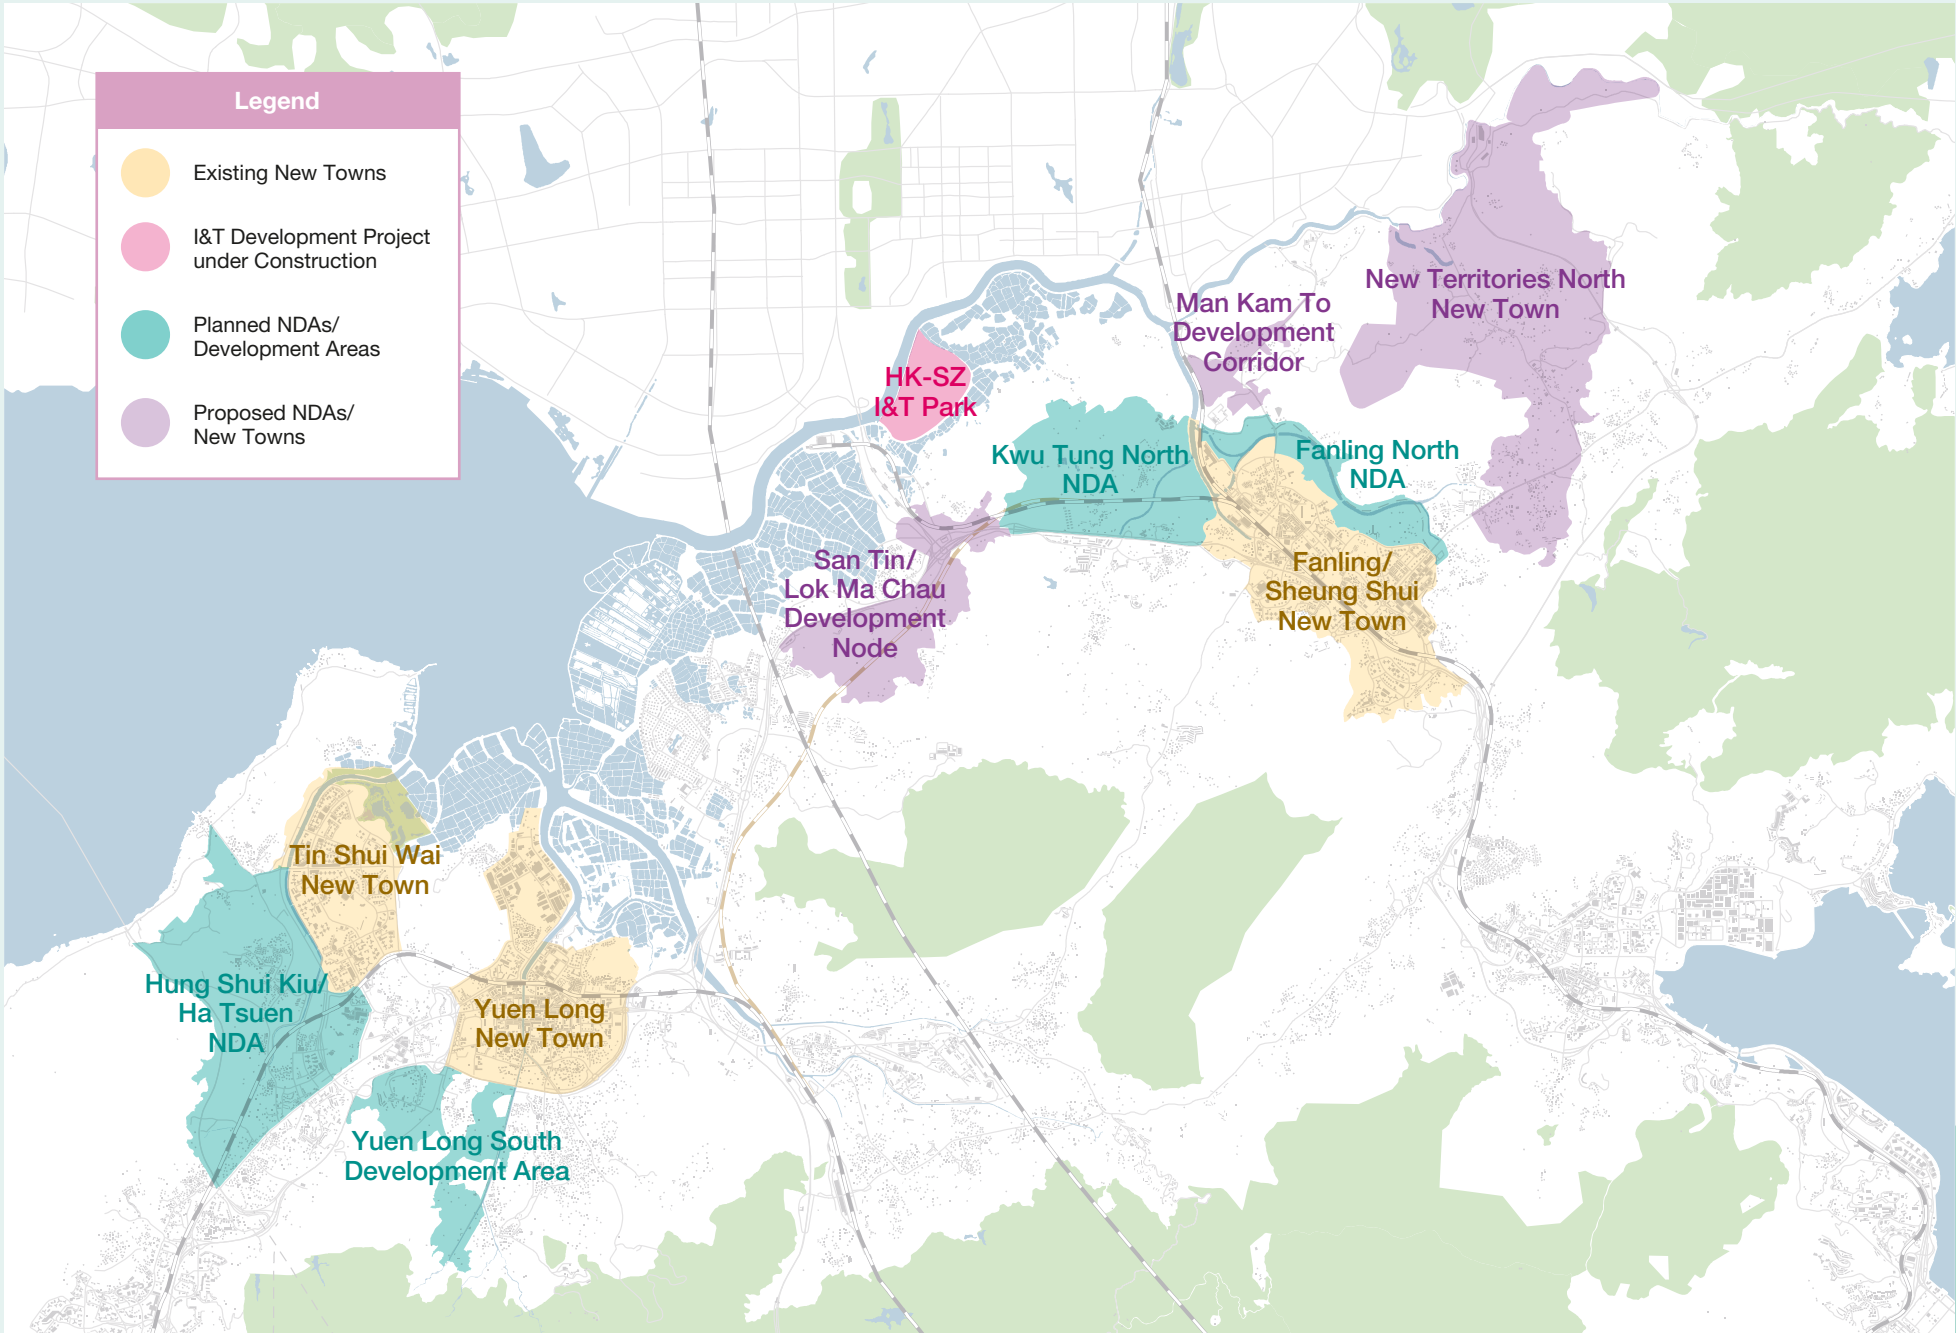 Legend
Existing New Towns
I&T Development Project
under Construction
Planned NDAs/
Development Areas
Proposed NDAs/
New Towns
New Territories North
New Town
Man Kam To
Development
Corridor
HK-SZ
I&T Park
Kwu Tung North
NDA
Fanling North
NDA
San Tin/
Lok Ma Chau
Development
Node
Fanling/
Sheung Shui
New Town
Tin Shui Wai
New Town
Hung Shui Kiu/
Ha Tsuen
NDA
Yuen Long
New Town
Yuen Long South
Development Area